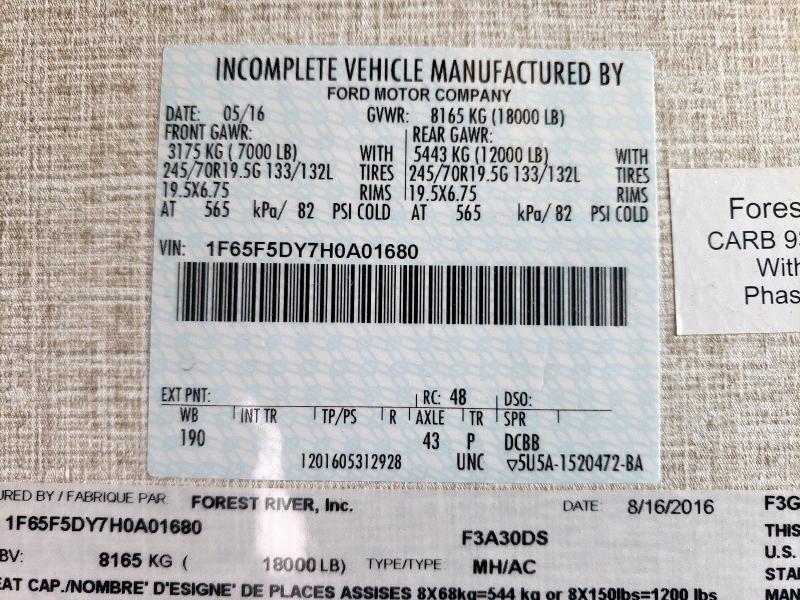 INCOMPLETE VEHICLE MANUFACTURED BY
FORD MOTOR COMPANY
DATE: 05/16 GVWR: 8165 KG (18000 LB)
FRONT GAWR: REAR GAWR:
3175 KG ( 7000 LB) WITH 5443 KG (12000 LB) WITH
245/70R19.5G 133/132L TIRES 245/70R19.5G 133/132L TIRES
19.5X6.75 RIMS 19.5X6.75 RIMS
AT 565 kPa/ 82 PSI COLD AT 565 kPa/ 82 PSI COLD
VIN: 1F65F5DY7H0A01680
EXT PNT: RC: 48 DSO:
WB INT TR TP/PS R AXLE TR SPR
190 43 P DCBB
1201605312928 UNC ▽5U5A-1520472-BA
Fores
CARB 93
With
Phas
URED BY / FABRIQUE PAR FOREST RIVER, Inc. DATE: 8/16/2016 F3G
1F65F5DY7H0A01680 F3A30DS THIS
BV: 8165 KG ( 18000 LB) TYPE/TYPE MH/AC U.S.
STAN
EAT CAP./NOMBRE' D'ESIGNE' DE PLACES ASSISES 8X68kg=544 kg or 8X150lbs=1200 lbs MAN